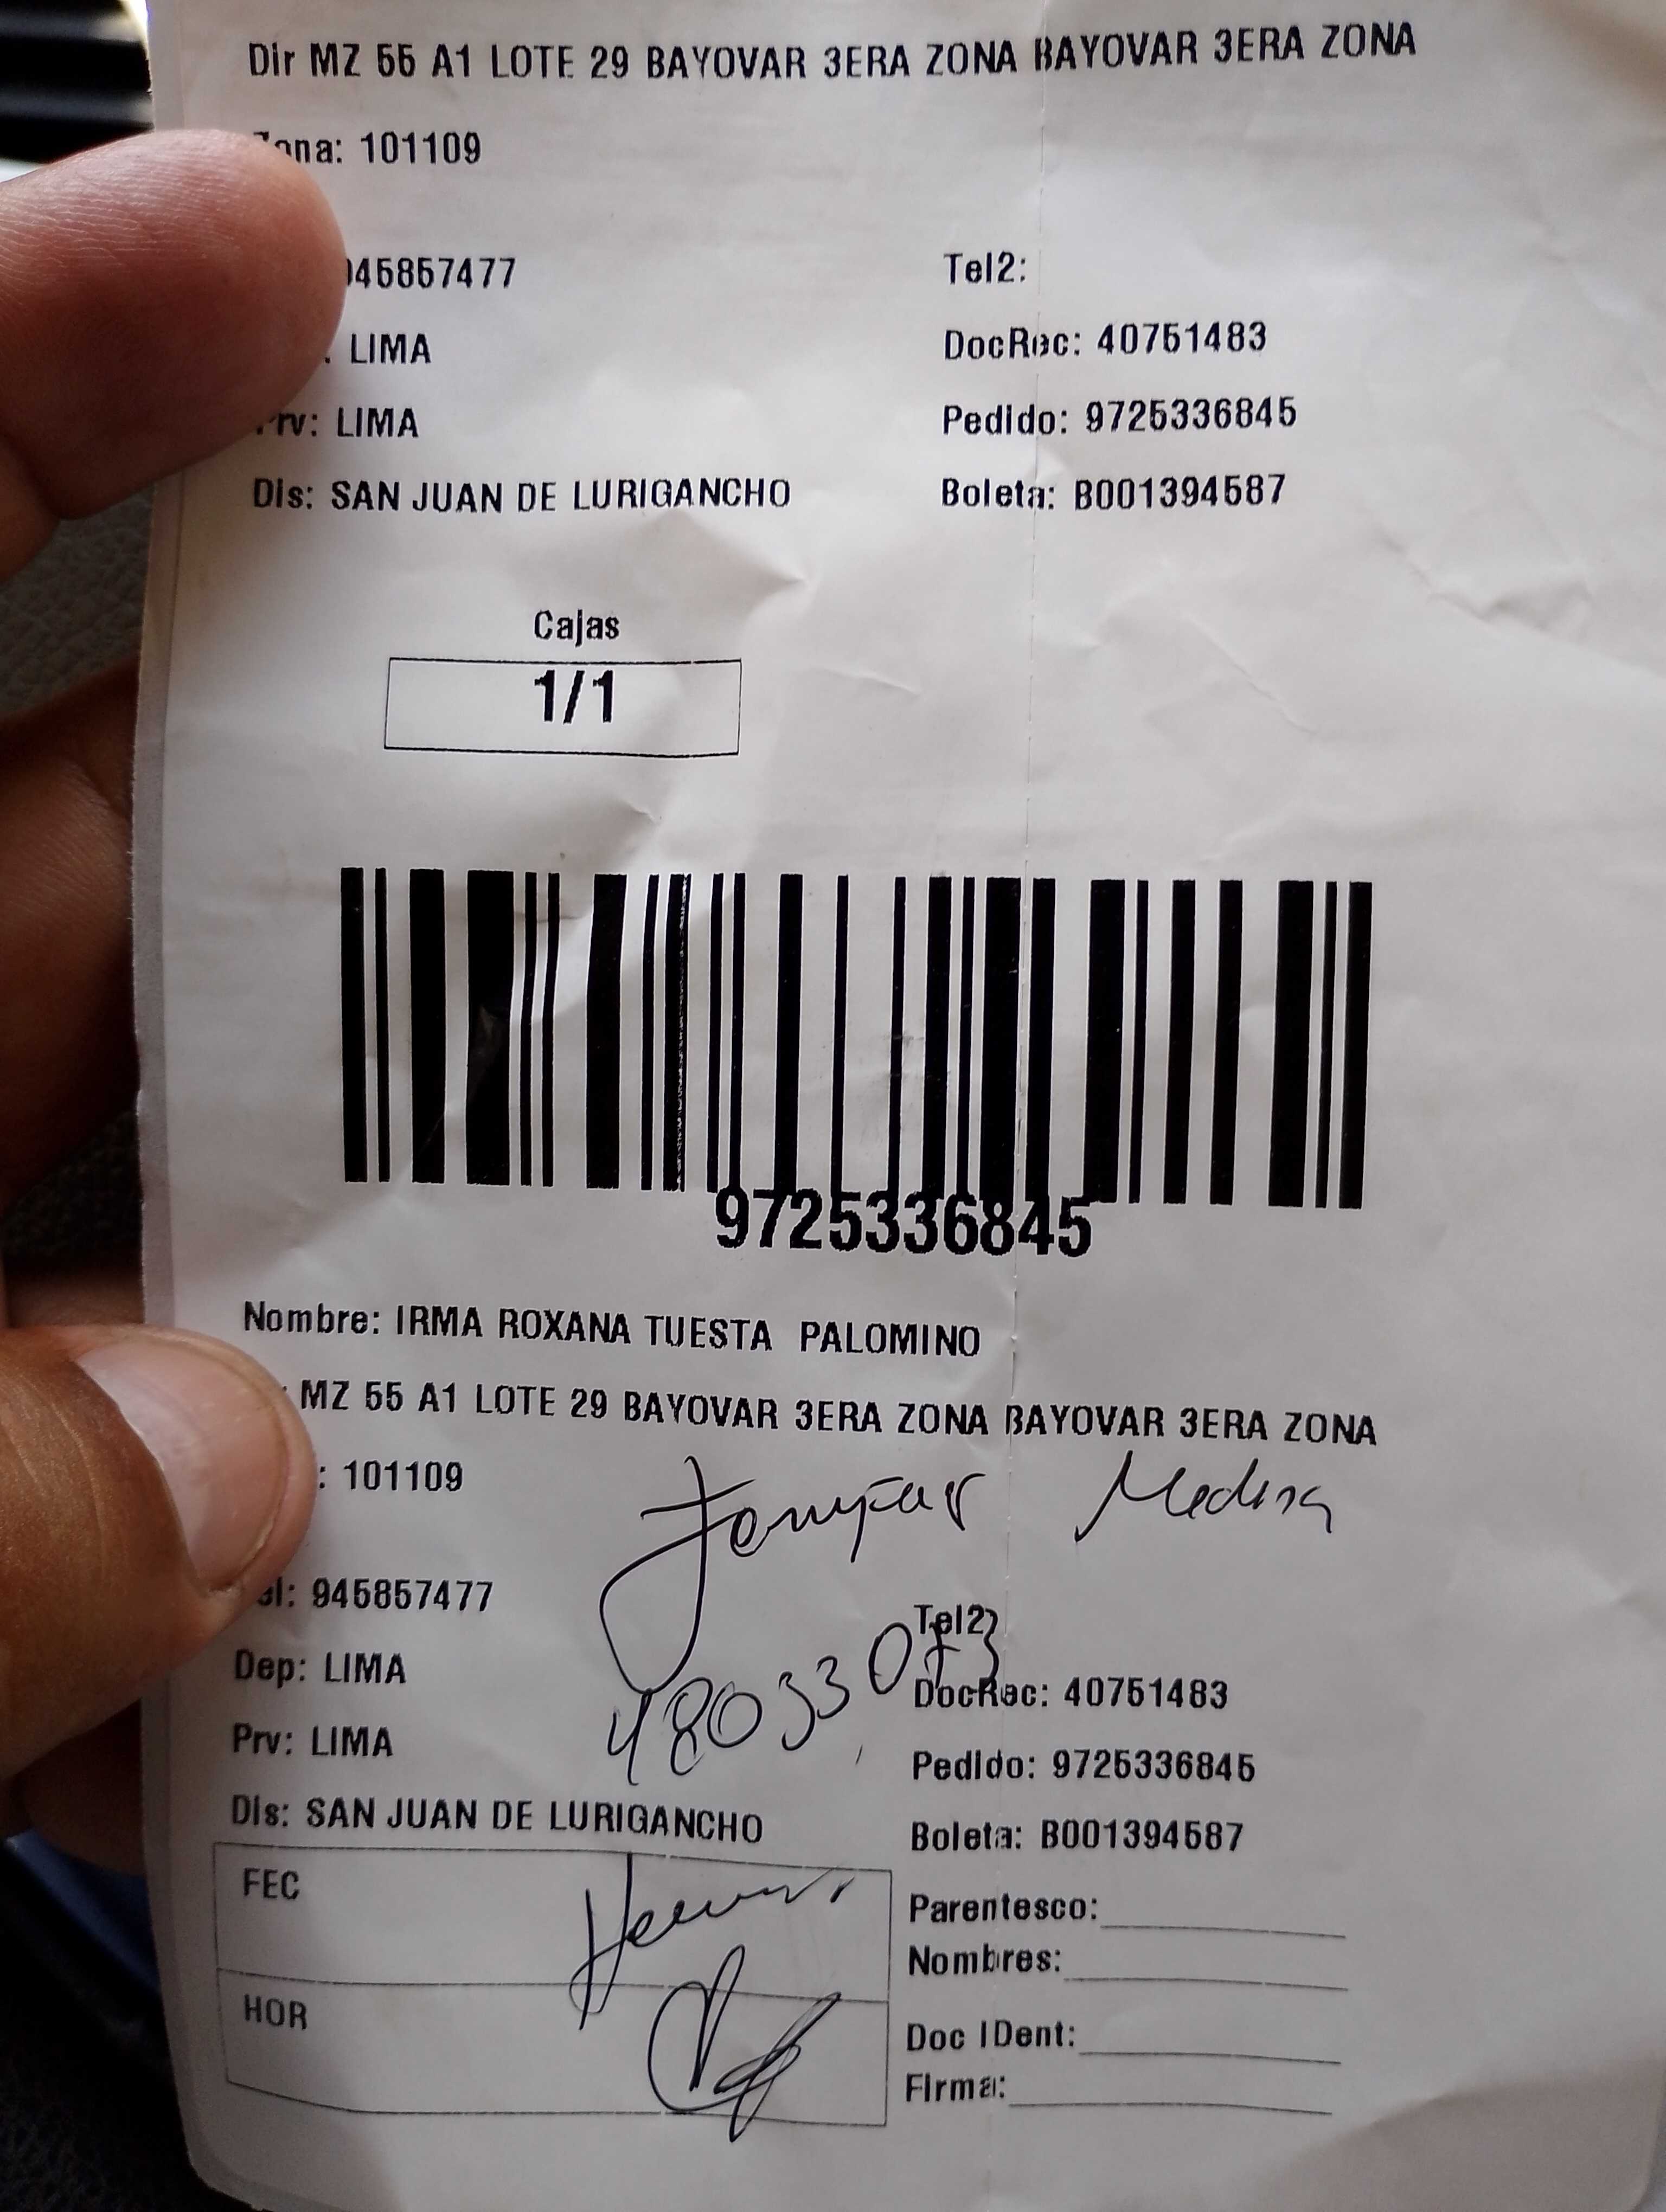 Dir MZ 55 A1 LOTE 29 BAYOVAR 3ERA ZONA BAYOVAR 3ERA ZONA
Zona: 101109
945857477 Tel2:
LIMA DocRec: 40751483
Prv: LIMA Pedido: 9725336845
Dis: SAN JUAN DE LURIGANCHO Boleta: B001394587
Cajas
1/1
9725336845
Nombre: IRMA ROXANA TUESTA PALOMINO
MZ 55 A1 LOTE 29 BAYOVAR 3ERA ZONA BAYOVAR 3ERA ZONA
: 101109
Medina
Tel: 945857477 Tel2:
Dep: LIMA DocRec: 40751483
Prv: LIMA Pedido: 9725336845
Dis: SAN JUAN DE LURIGANCHO Boleta: B001394587
FEC Parentesco:
Nombres:
HOR Doc IDent:
Firma: